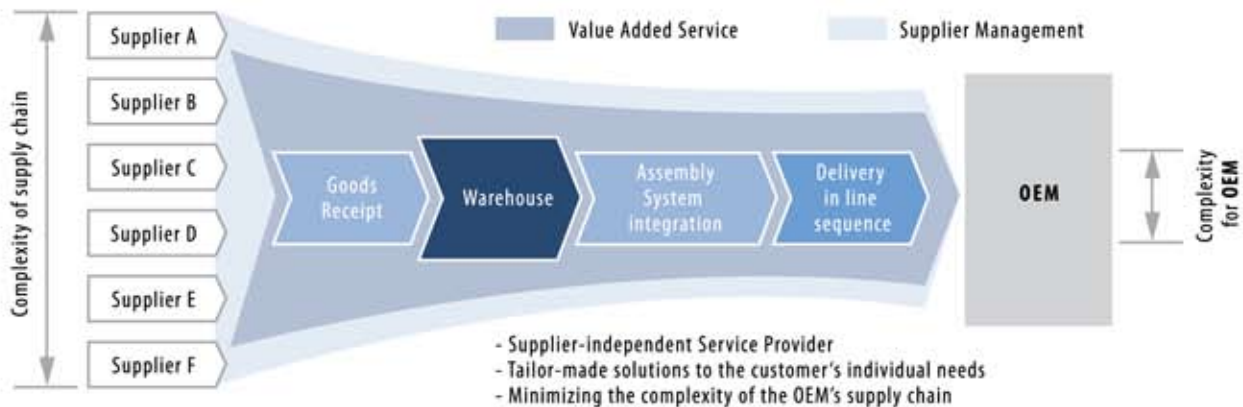 Complexity of supply chain
Supplier A
Supplier B
Supplier C
Supplier D
Supplier E
Supplier F
Value Added Service
Supplier Management
Goods
Receipt
Warehouse
Assembly
System
integration
Delivery
in line
sequence
OEM
Complexity
for OEM
- Supplier-independent Service Provider
- Tailor-made solutions to the customer's individual needs
- Minimizing the complexity of the OEM's supply chain